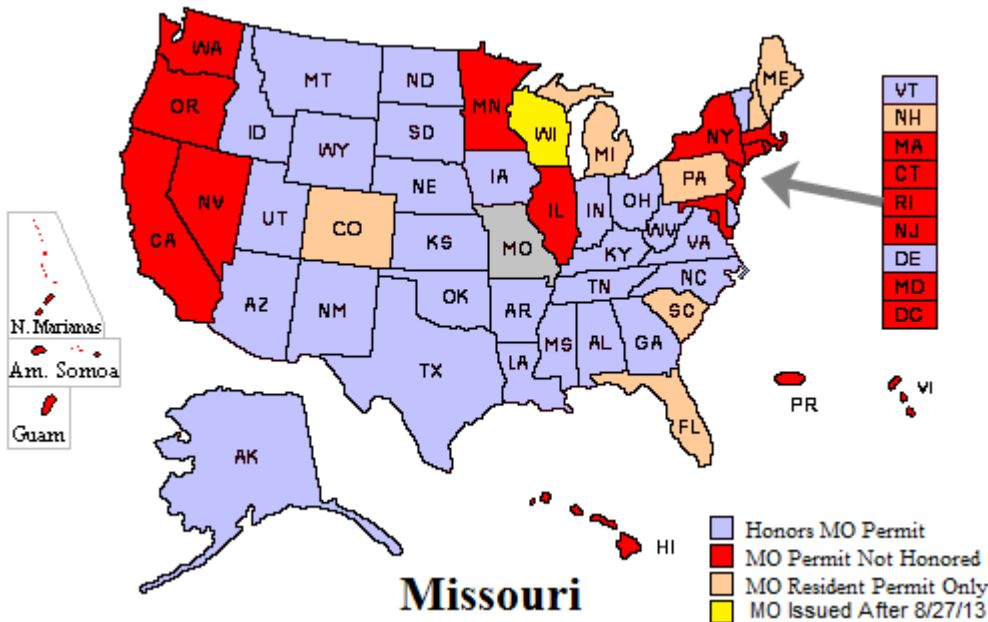 WA
MT
ND
MN
ME
OR
ID
SD
WI
NY
WY
MI
IA
PA
NE
NV
UT
IL
IN
OH
CO
WV
CA
KS
MO
KY
VA
NC
TN
OK
AZ
NM
AR
SC
MS
AL
GA
LA
TX
FL
AK
HI
PR
VI
VT
NH
MA
CT
RI
NJ
DE
MD
DC
N. Marianas
Am. Somoa
Guam
Honors MO Permit
MO Permit Not Honored
MO Resident Permit Only
MO Issued After 8/27/13
Missouri